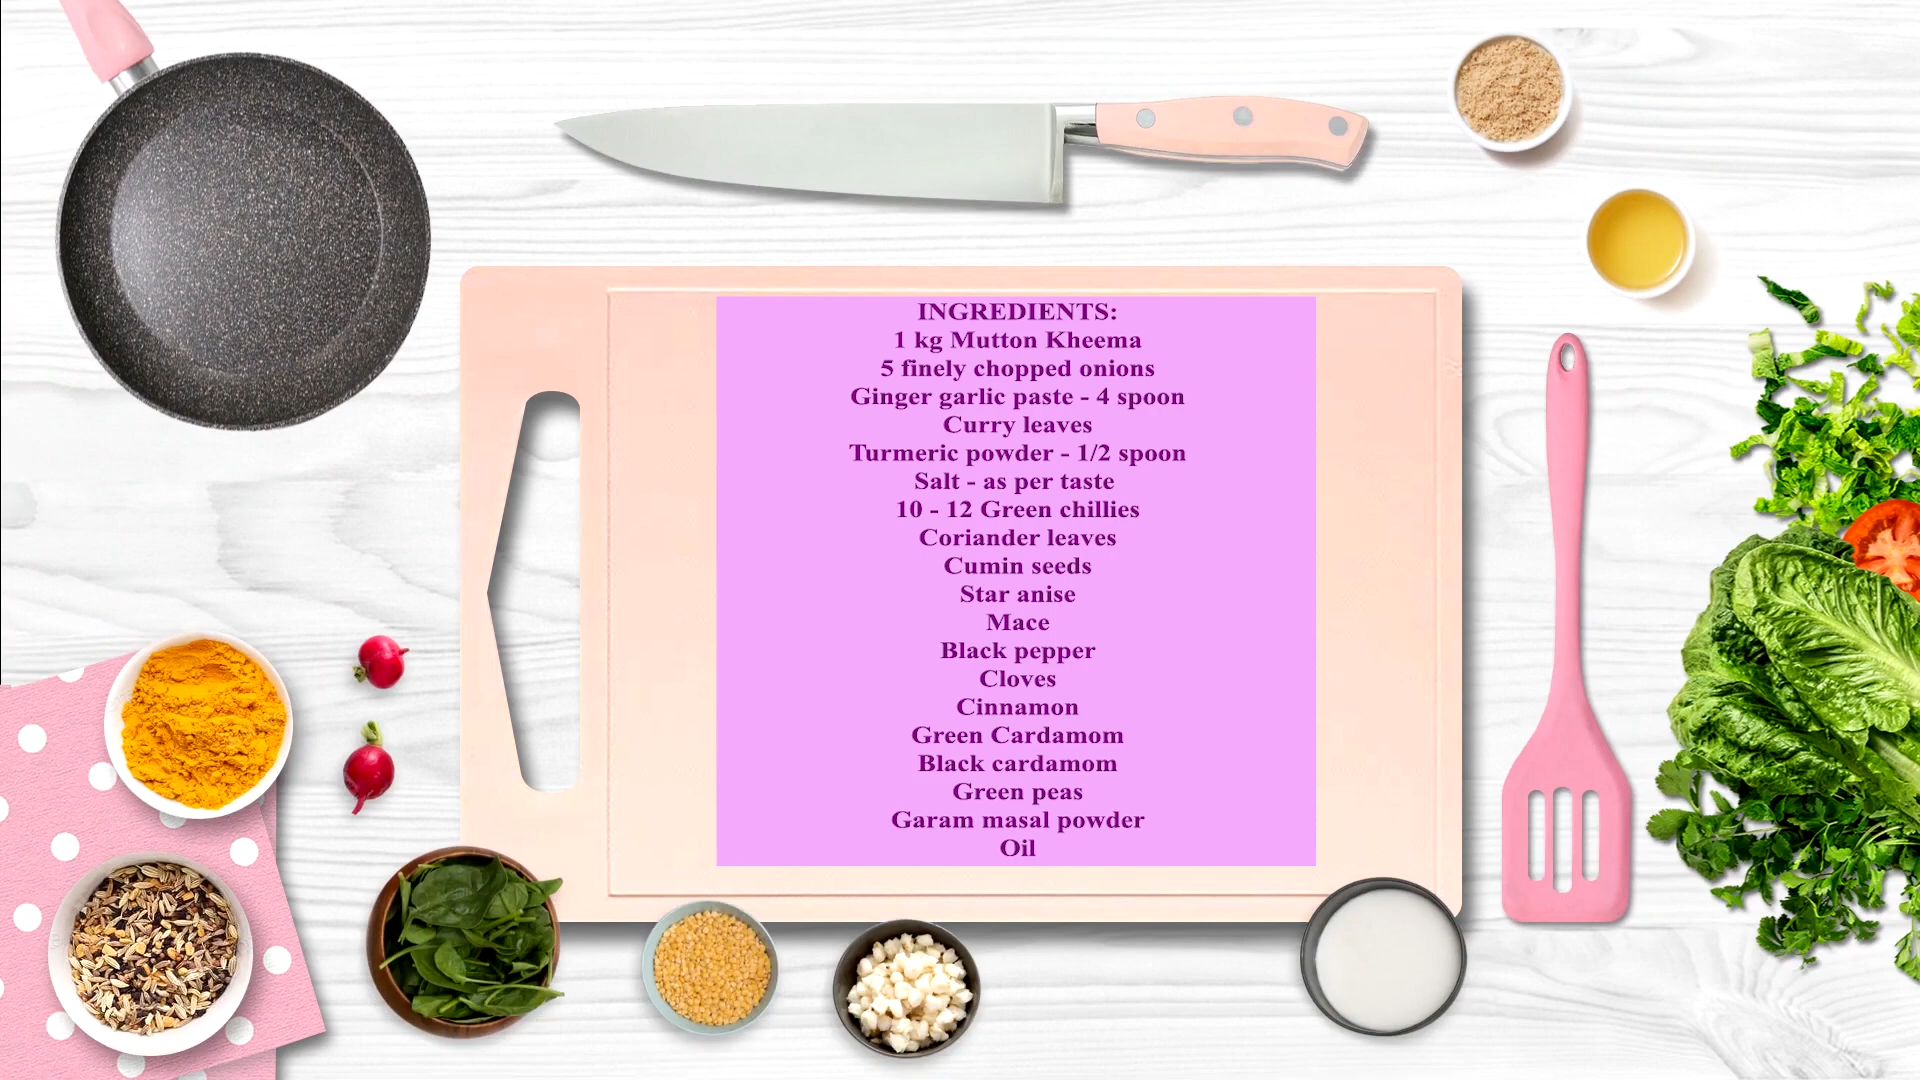 INGREDIENTS:
1 kg Mutton Kheema
5 finely chopped onions
Ginger garlic paste - 4 spoon
Curry leaves
Turmeric powder - 1/2 spoon
Salt - as per taste
10 - 12 Green chillies
Coriander leaves
Cumin seeds
Star anise
Mace
Black pepper
Cloves
Cinnamon
Green Cardamom
Black cardamom
Green peas
Garam masal powder
Oil